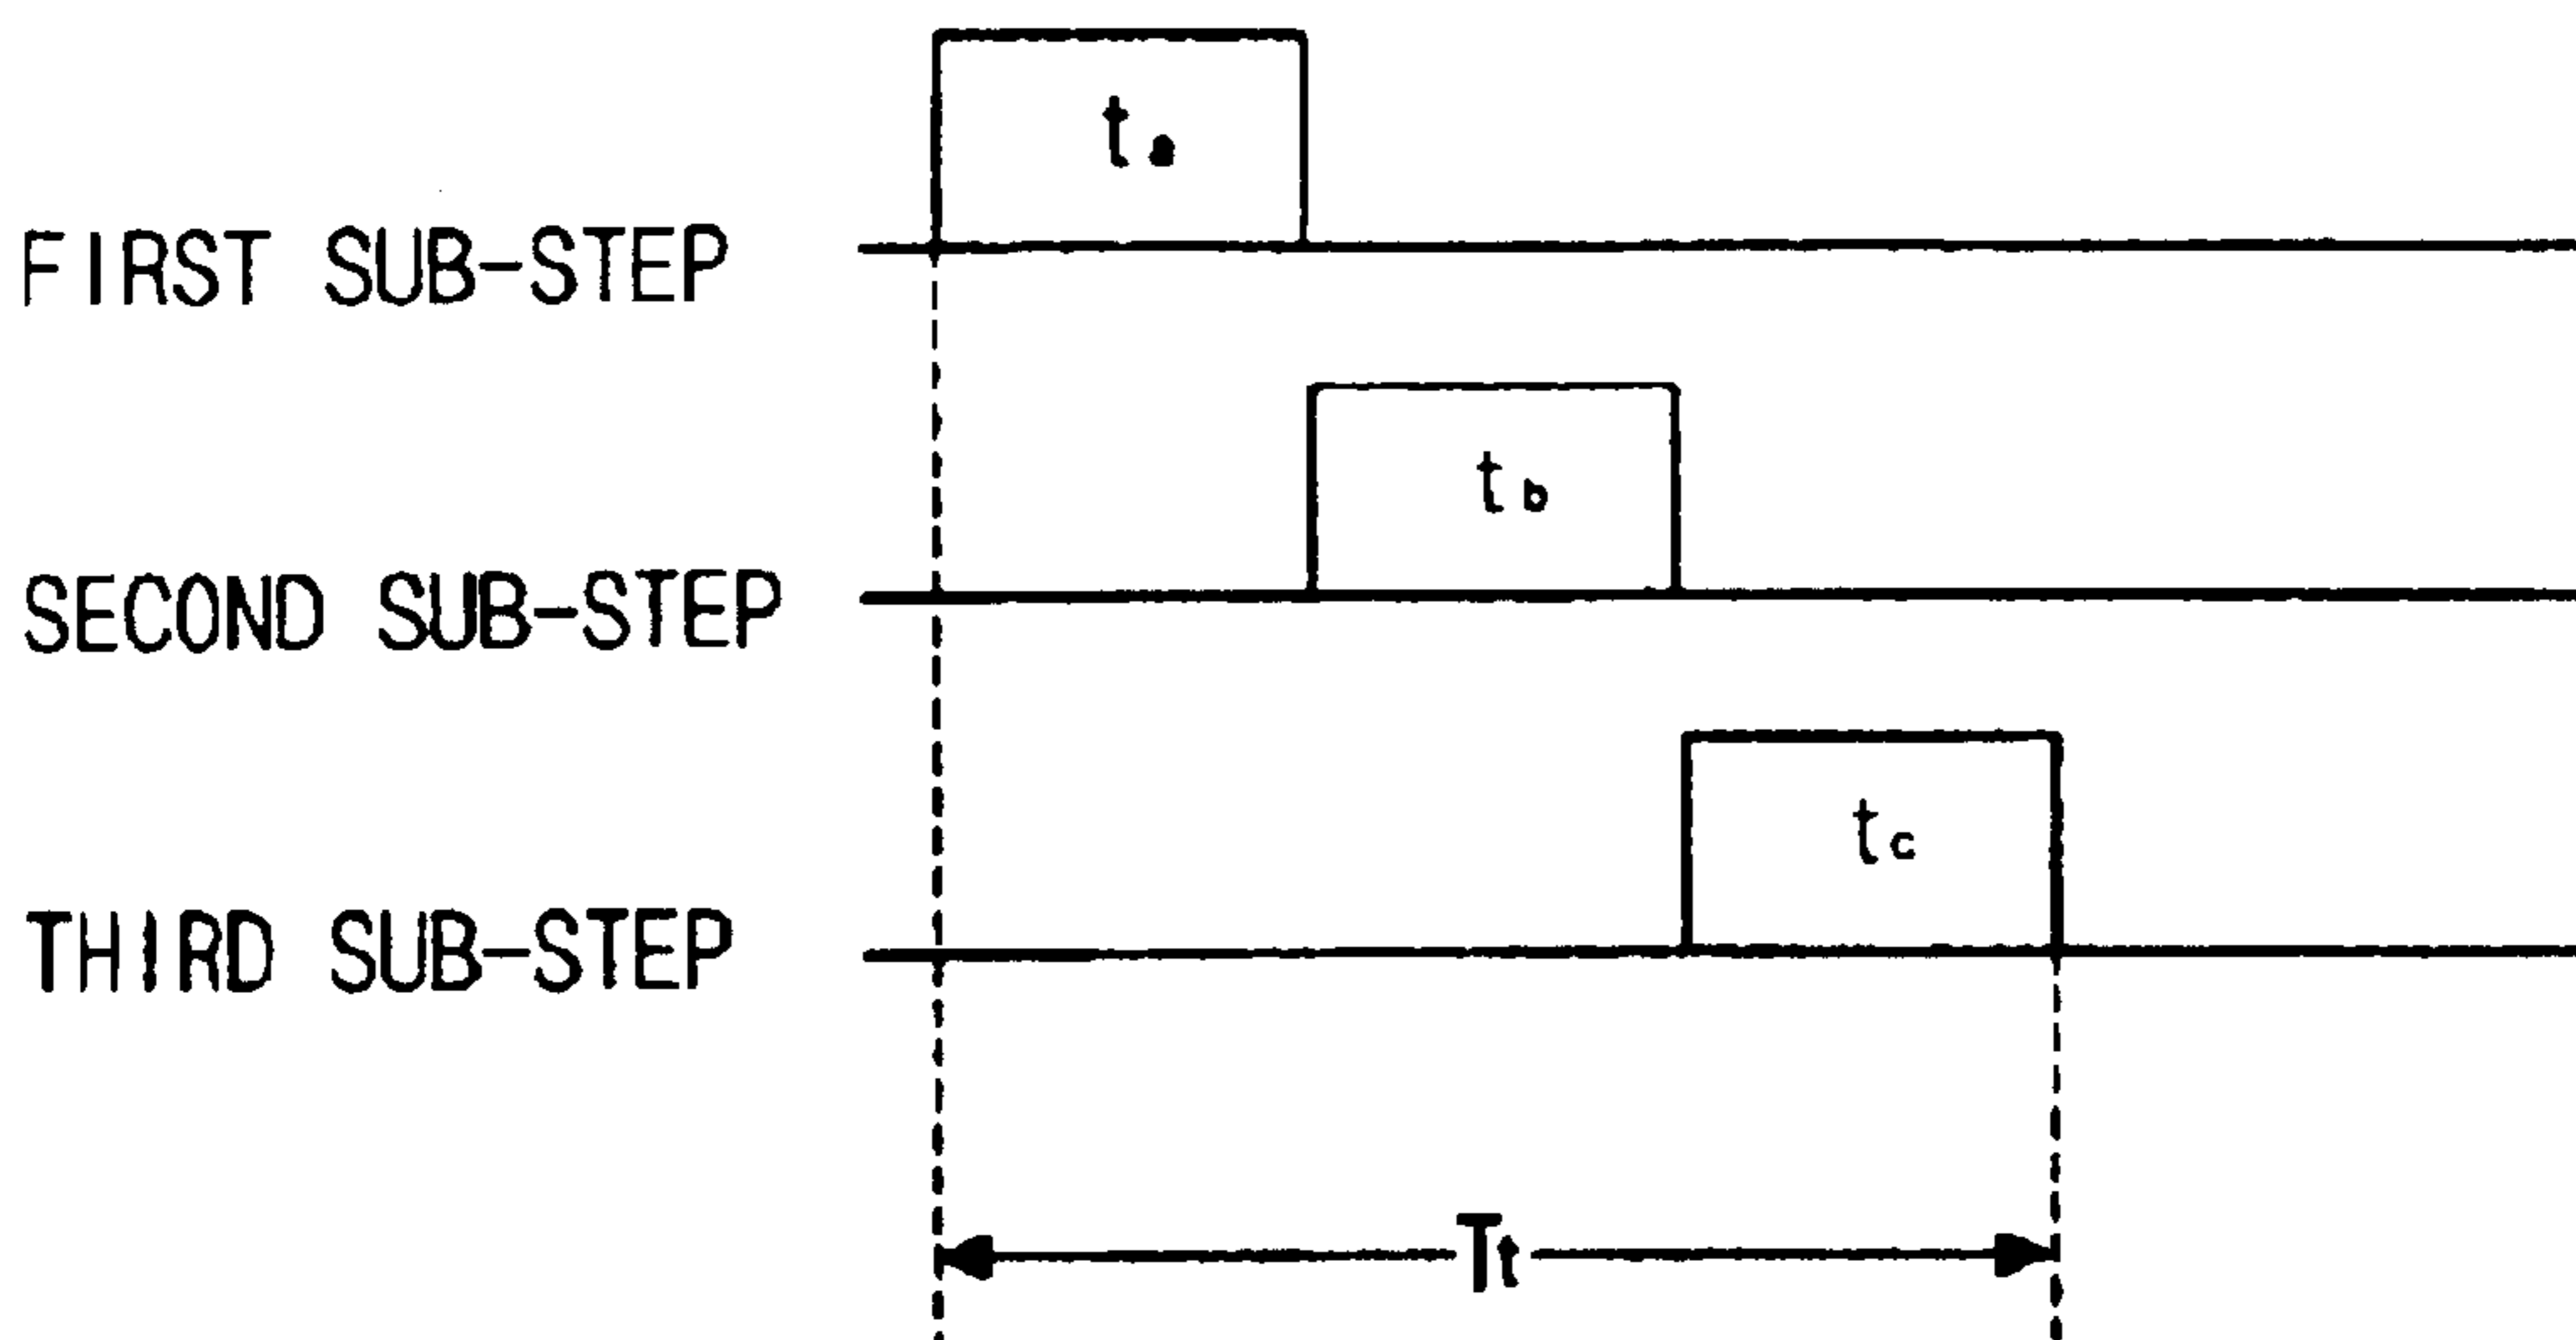 ta
FIRST SUB-STEP
tb
SECOND SUB-STEP
tc
THIRD SUB-STEP
Tt